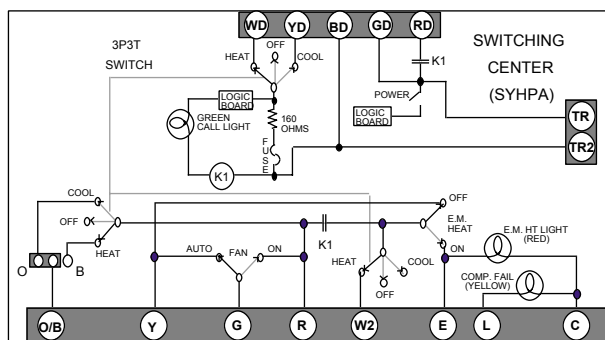 WD YD BD GD RD
3P3T
SWITCH
HEAT
OFF
COOL
K1
SWITCHING
CENTER
(SYHPA)
POWER
LOGIC
BOARD
LOGIC
BOARD
GREEN
CALL LIGHT
160
OHMS
FUSE
K1
TR
TR2
COOL
OFF
HEAT
O
B
AUTO
FAN
ON
K1
HEAT
COOL
OFF
OFF
E.M.
HEAT
ON
E.M. HT LIGHT
(RED)
COMP. FAIL
(YELLOW)
O/B Y G R W2 E L C